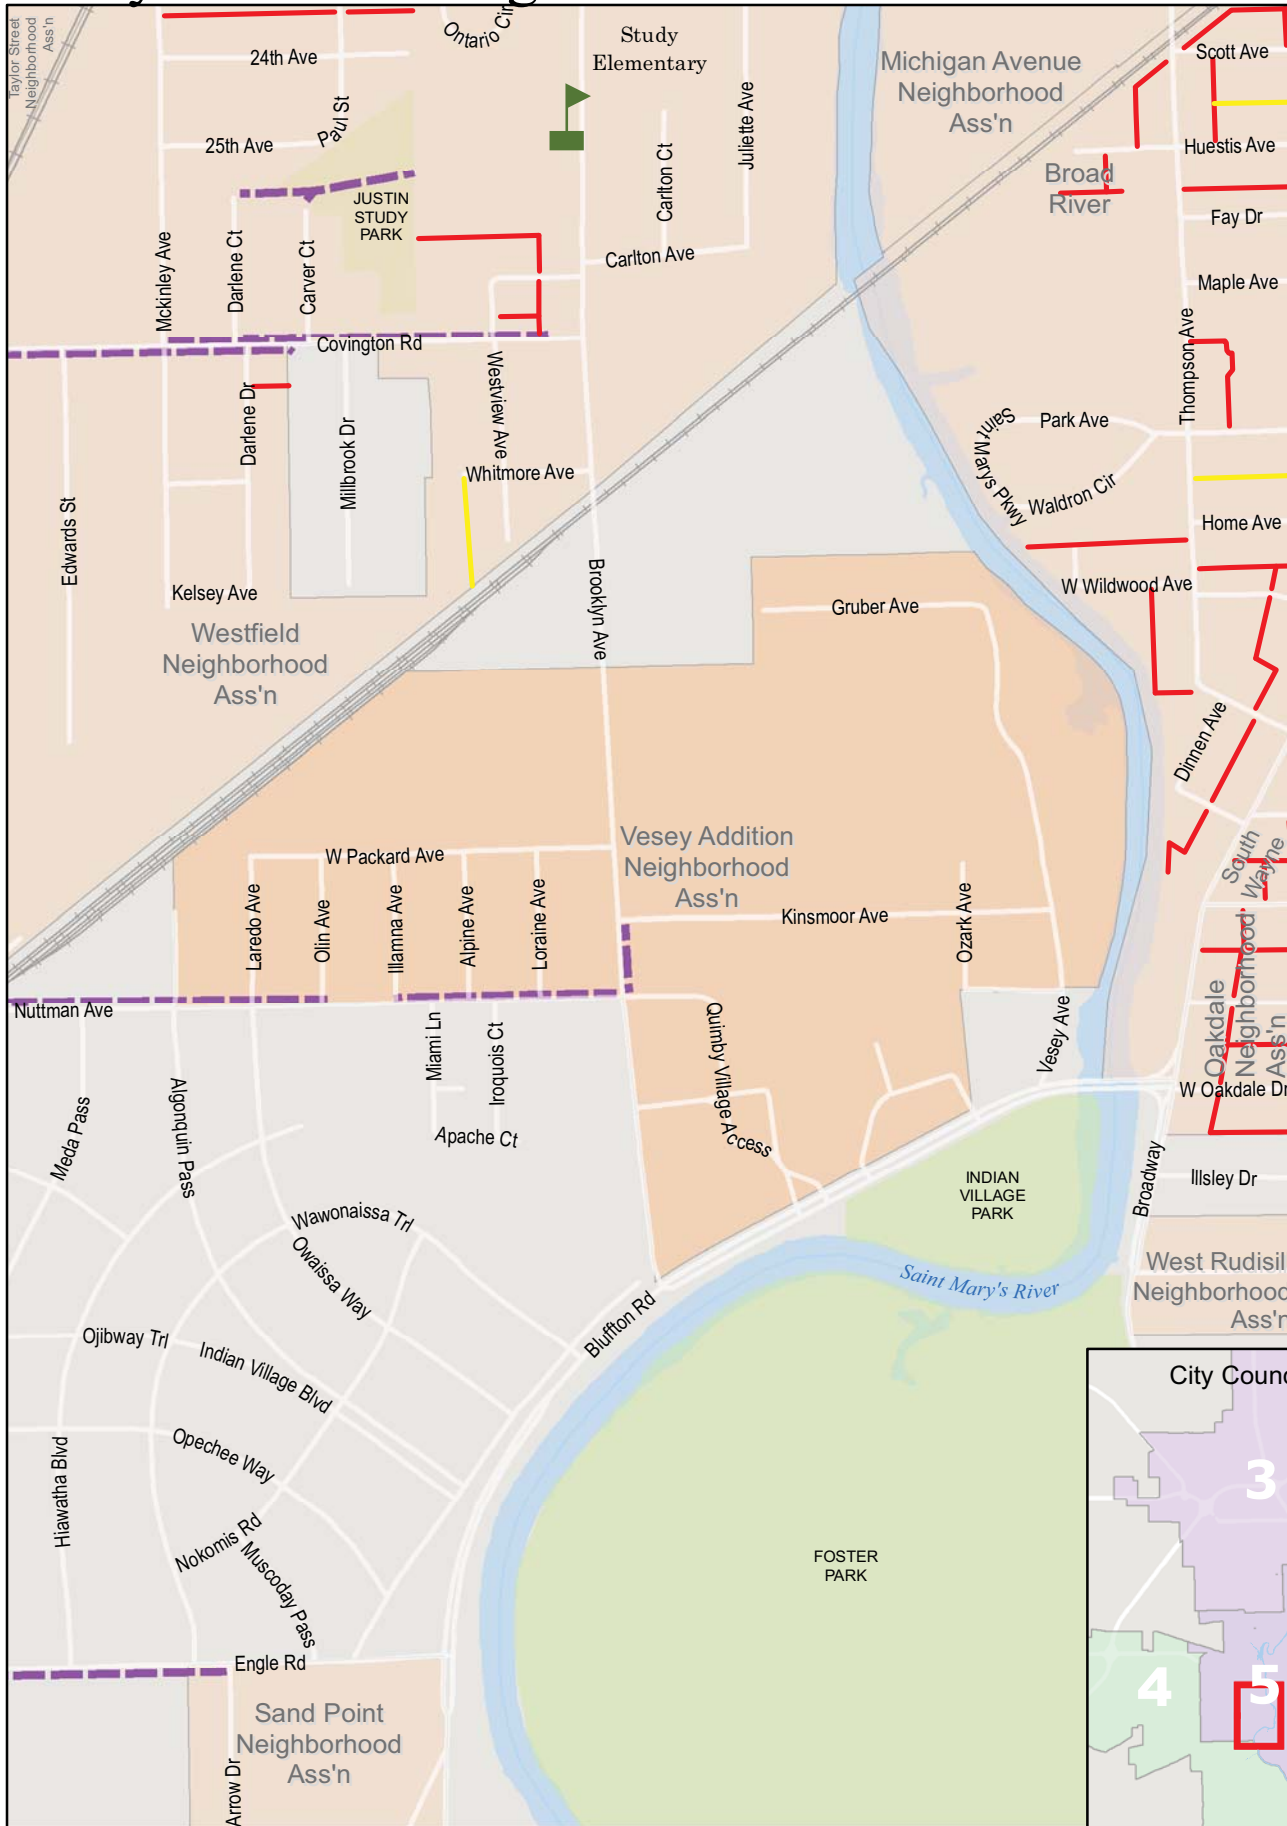 Taylor Street
Neighborhood
Ass'n
Ontario Cir
Study
Elementary
24th Ave
Paul St
25th Ave
Michigan Avenue
Neighborhood
Ass'n
Scott Ave
Huestis Ave
Broad
River
Fay Dr
Maple Ave
Thompson Ave
Juliette Ave
Carlton Ct
Carlton Ave
JUSTIN
STUDY
PARK
Mckinley Ave
Darlene Ct
Carver Ct
Covington Rd
Westview Ave
Darlene Dr
Millbrook Dr
Whitmore Ave
Edwards St
Kelsey Ave
Westfield
Neighborhood
Ass'n
Brooklyn Ave
Saint Marys Pkwy
Park Ave
Waldron Cir
Home Ave
W Wildwood Ave
Gruber Ave
Dinnen Ave
South
Wayne
Vesey Addition
Neighborhood
Ass'n
W Packard Ave
Laredo Ave
Olin Ave
Illamna Ave
Alpine Ave
Loraine Ave
Kinsmoor Ave
Ozark Ave
Oakdale
Neighborhood
Ass'n
Nuttman Ave
Miami Ln
Iroquois Ct
Apache Ct
Quimby Village Access
Vesey Ave
W Oakdale Dr
Meda Pass
Algonquin Pass
Broadway
Illsley Dr
INDIAN
VILLAGE
PARK
Wawonaissa Trl
Owaissa Way
Saint Mary's River
West Rudisil
Neighborhood
Ass'n
Bluffton Rd
Ojibway Trl
Indian Village Blvd
Opechee Way
Hiawatha Blvd
Nokomis Rd
Muscoday Pass
FOSTER
PARK
Engle Rd
Sand Point
Neighborhood
Ass'n
Arrow Dr
City Counc
3
4
5